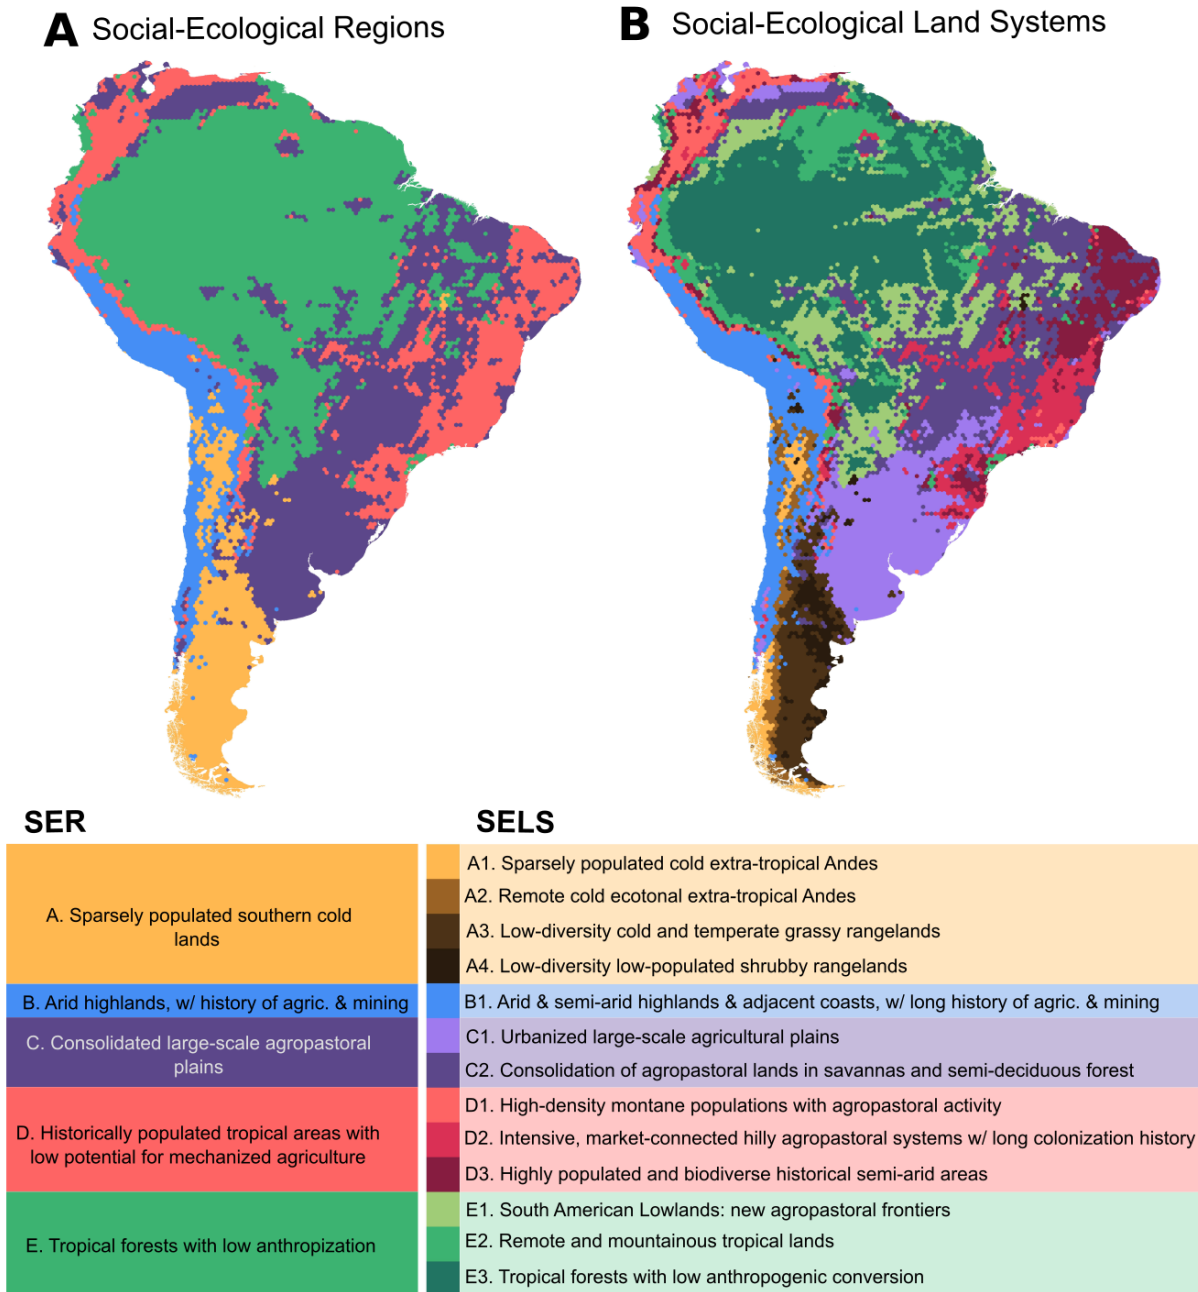 A Social-Ecological Regions
B Social-Ecological Land Systems
SER
A. Sparsely populated southern cold
lands
B. Arid highlands, w/ history of agric. & mining
C. Consolidated large-scale agropastoral
plains
D. Historically populated tropical areas with
low potential for mechanized agriculture
E. Tropical forests with low anthropization
SELS
A1. Sparsely populated cold extra-tropical Andes
A2. Remote cold ecotonal extra-tropical Andes
A3. Low-diversity cold and temperate grassy rangelands
A4. Low-diversity low-populated shrubby rangelands
B1. Arid & semi-arid highlands & adjacent coasts, w/ long history of agric. & mining
C1. Urbanized large-scale agricultural plains
C2. Consolidation of agropastoral lands in savannas and semi-deciduous forest
D1. High-density montane populations with agropastoral activity
D2. Intensive, market-connected hilly agropastoral systems w/ long colonization history
D3. Highly populated and biodiverse historical semi-arid areas
E1. South American Lowlands: new agropastoral frontiers
E2. Remote and mountainous tropical lands
E3. Tropical forests with low anthropogenic conversion